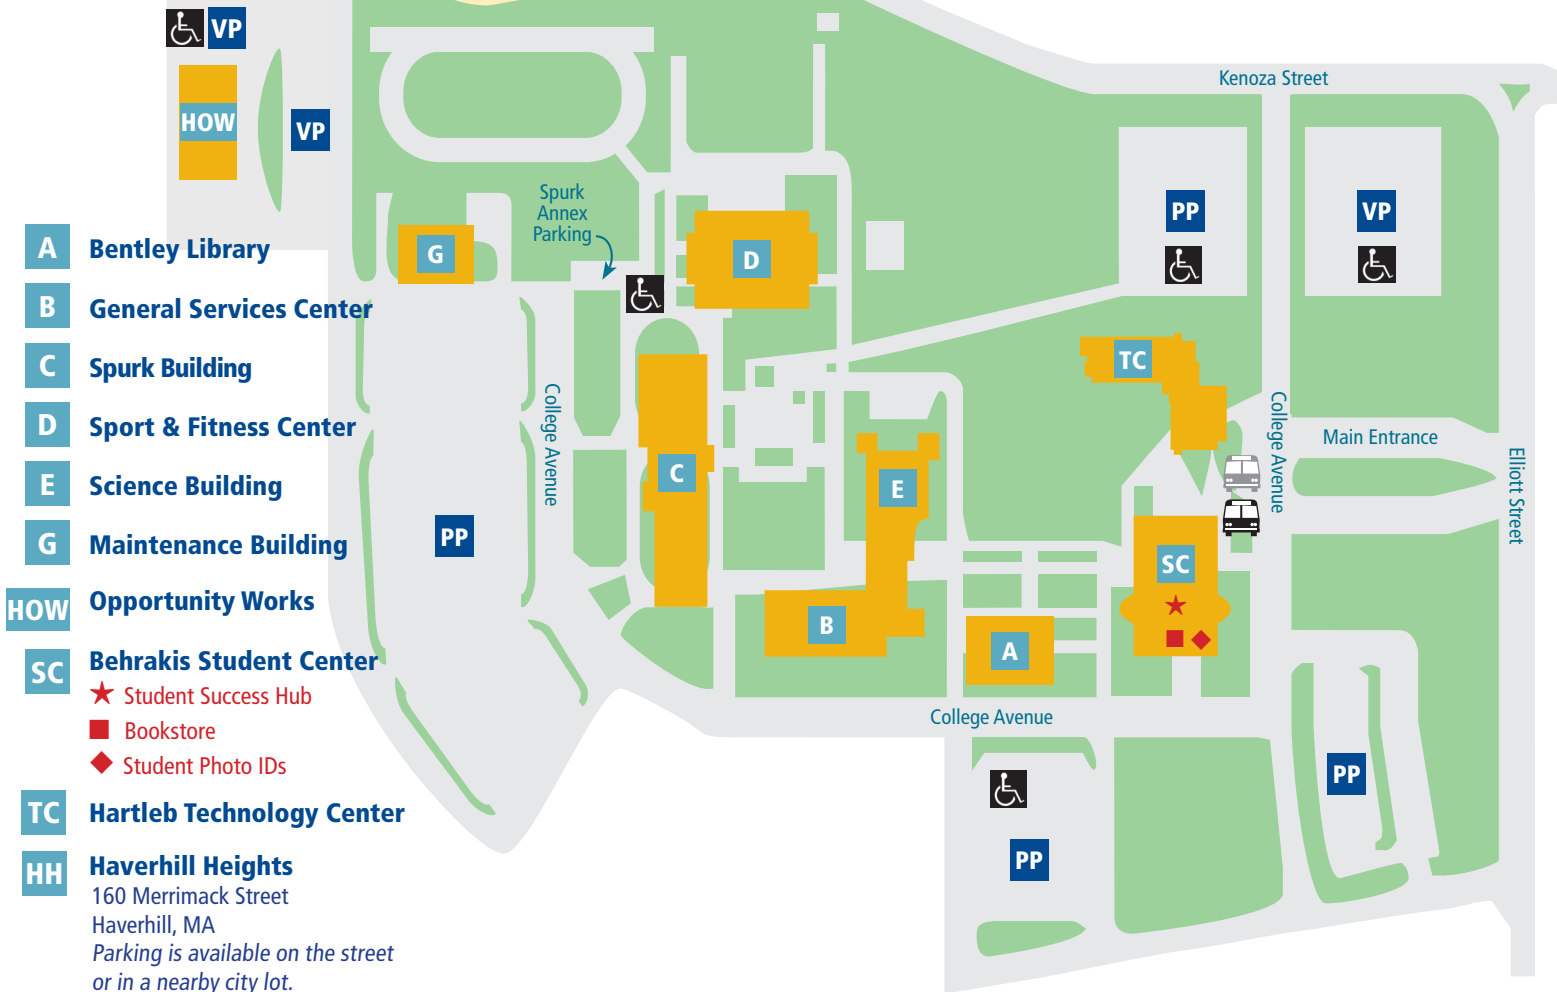 VP
HOW
VP
Kenoza Street
Spurk
Annex
Parking
PP
VP
G
D
TC
College Avenue
College Avenue
Main Entrance
Elliott Street
C
E
PP
SC
B
A
College Avenue
PP
PP
A Bentley Library
B General Services Center
C Spurk Building
D Sport & Fitness Center
E Science Building
G Maintenance Building
HOW Opportunity Works
SC Behrakis Student Center
Student Success Hub
Bookstore
Student Photo IDs
TC Hartleb Technology Center
HH Haverhill Heights
160 Merrimack Street
Haverhill, MA
Parking is available on the street
or in a nearby city lot.